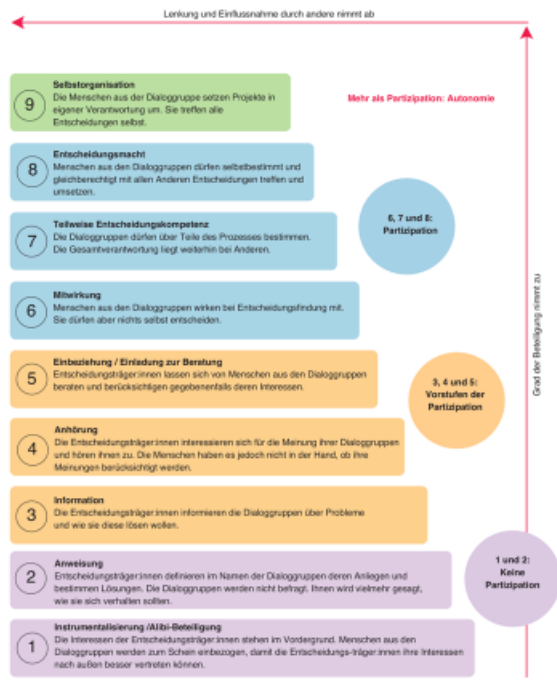 Lenkung und Einflussnahme durch andere nimmt ab
9
Selbstorganisation
Die Menschen aus der Dialoggruppe setzen Projekte in
eigener Verantwortung um. Sie treffen alle
Entscheidungen selbst.
Mehr als Partizipation: Autonomie
8
Entscheidungsmacht
Menschen aus den Dialoggruppen dürfen selbstbestimmt und
gleichberechtigt mit allen Anderen Entscheidungen treffen und
umsetzen.
7
Teilweise Entscheidungskompetenz
Die Dialoggruppen dürfen über Teile des Prozesses bestimmen.
Die Gesamtverantwortung liegt weiterhin bei Anderen.
6, 7 und 8:
Partizipation
6
Mitwirkung
Menschen aus den Dialoggruppen wirken bei Entscheidungsfindung mit.
Sie dürfen aber nichts selbst entscheiden.
Grad der Beteiligung nimmt zu
5
Einbeziehung / Einladung zur Beratung
Entscheidungsträger:innen lassen sich von Menschen aus den Dialoggruppen
beraten und berücksichtigen gegebenenfalls deren Interessen.
3, 4 und 5:
Vorstufen der
Partizipation
4
Anhörung
Die Entscheidungsträger:innen interessieren sich für die Meinung ihrer Dialoggruppen
und hören ihnen zu. Die Menschen haben es jedoch nicht in der Hand, ob ihre
Meinungen berücksichtigt werden.
3
Information
Die Entscheidungsträger:innen informieren die Dialoggruppen über Probleme
und wie sie diese lösen wollen.
2
Anweisung
Entscheidungsträger:innen definieren im Namen der Dialoggruppen deren Anliegen und
bestimmen Lösungen. Die Dialoggruppen werden nicht befragt. Ihnen wird vielmehr gesagt,
wie sie sich verhalten sollten.
1 und 2:
Keine
Partizipation
1
Instrumentalisierung /Alibi-Beteiligung
Die Interessen der Entscheidungsträger:innen stehen im Vordergrund. Menschen aus den
Dialoggruppen werden zum Schein einbezogen, damit die Entscheidungs-träger:innen ihre Interessen
nach außen besser vertreten können.